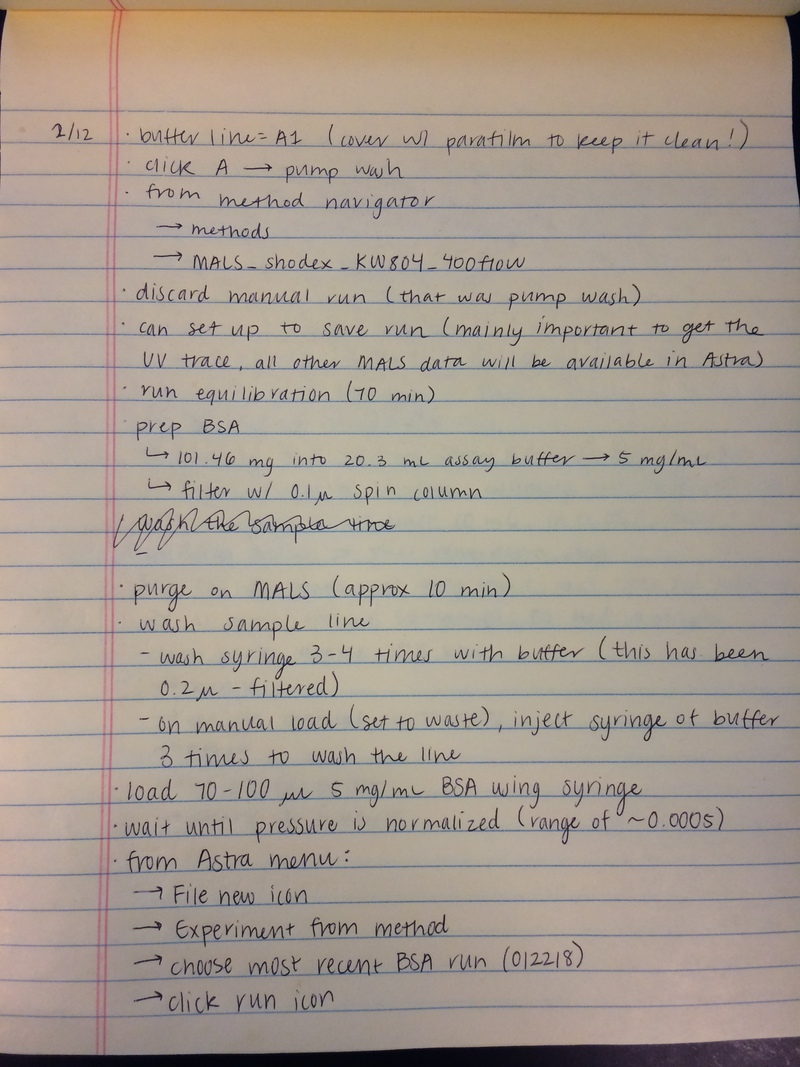 2/12 · buffer line = A1 (cover w/ parafilm to keep it clean!)
· click A → pump wash
· from method navigator
→ methods
→ MALS_shodex_KW804_400flow
· discard manual run (that was pump wash)
· can set up to save run (mainly important to get the
UV trace, all other MALS data will be available in Astra)
· run equilibration (70 min)
prep BSA
↳ 101.46 mg into 20.3 mL assay buffer → 5 mg/mL
↳ filter w/ 0.1μ spin column
wash the sample line
· purge on MALS (approx 10 min)
· wash sample line
- wash syringe 3-4 times with buffer (this has been
0.2μ - filtered)
- on manual load (set to waste), inject syringe of buffer
3 times to wash the line
· load 70-100 μL 5 mg/mL BSA using syringe
· wait until pressure is normalized (range of ~0.0005)
· from Astra menu:
→ File new icon
→ Experiment from method
→ choose most recent BSA run (012218)
→ click run icon